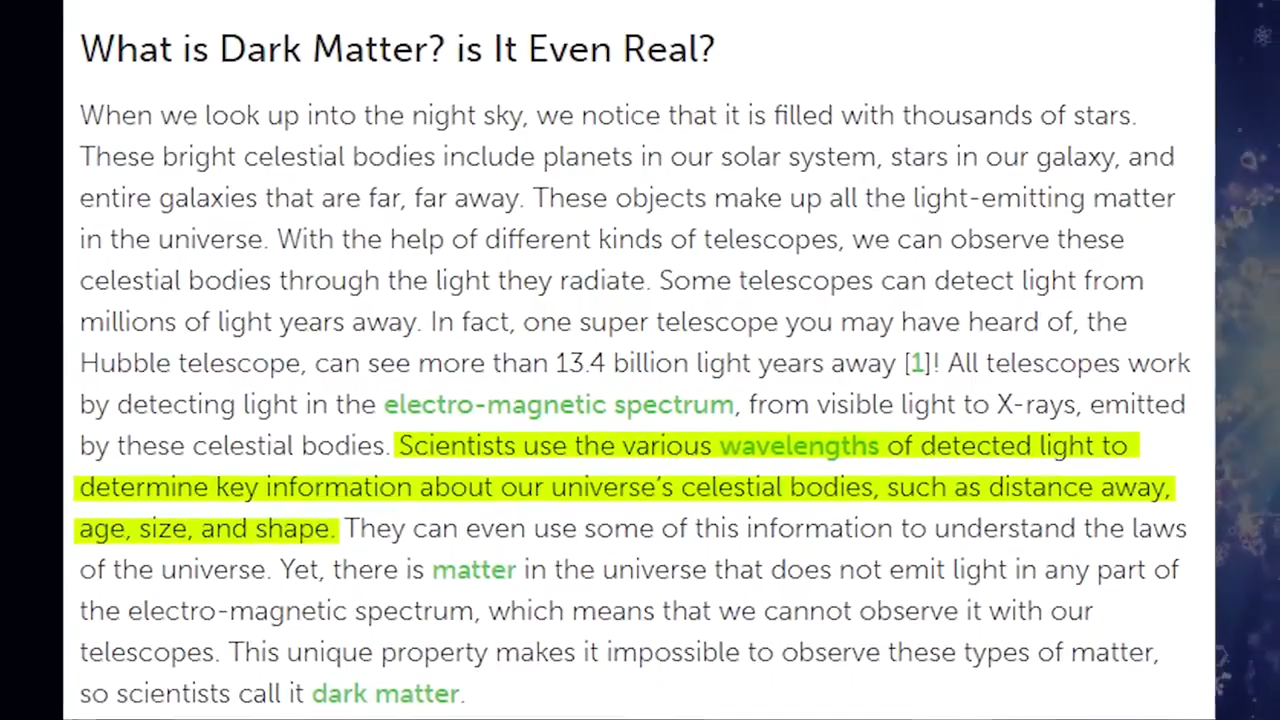 What is Dark Matter? is It Even Real?
When we look up into the night sky, we notice that it is filled with thousands of stars.
These bright celestial bodies include planets in our solar system, stars in our galaxy, and
entire galaxies that are far, far away. These objects make up all the light-emitting matter
in the universe. With the help of different kinds of telescopes, we can observe these
celestial bodies through the light they radiate. Some telescopes can detect light from
millions of light years away. In fact, one super telescope you may have heard of, the
Hubble telescope, can see more than 13.4 billion light years away [1]! All telescopes work
by detecting light in the electro-magnetic spectrum, from visible light to X-rays, emitted
by these celestial bodies. Scientists use the various wavelengths of detected light to
determine key information about our universe’s celestial bodies, such as distance away,
age, size, and shape. They can even use some of this information to understand the laws
of the universe. Yet, there is matter in the universe that does not emit light in any part of
the electro-magnetic spectrum, which means that we cannot observe it with our
telescopes. This unique property makes it impossible to observe these types of matter,
so scientists call it dark matter.